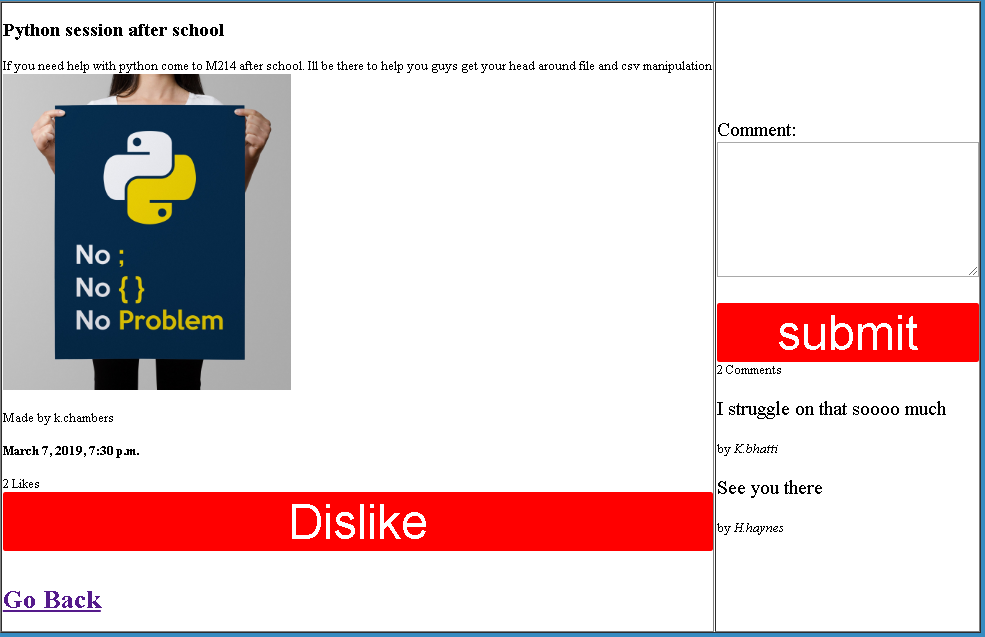 Python session after school
If you need help with python come to M214 after school. Ill be there to help you guys get your head around file and csv manipulation
No ;
No { }
No Problem
Made by k.chambers
March 7, 2019, 7:30 p.m.
2 Likes
Dislike
Go Back
Comment:
submit
2 Comments
I struggle on that soooo much
by K.bhatti
See you there
by H.haynes